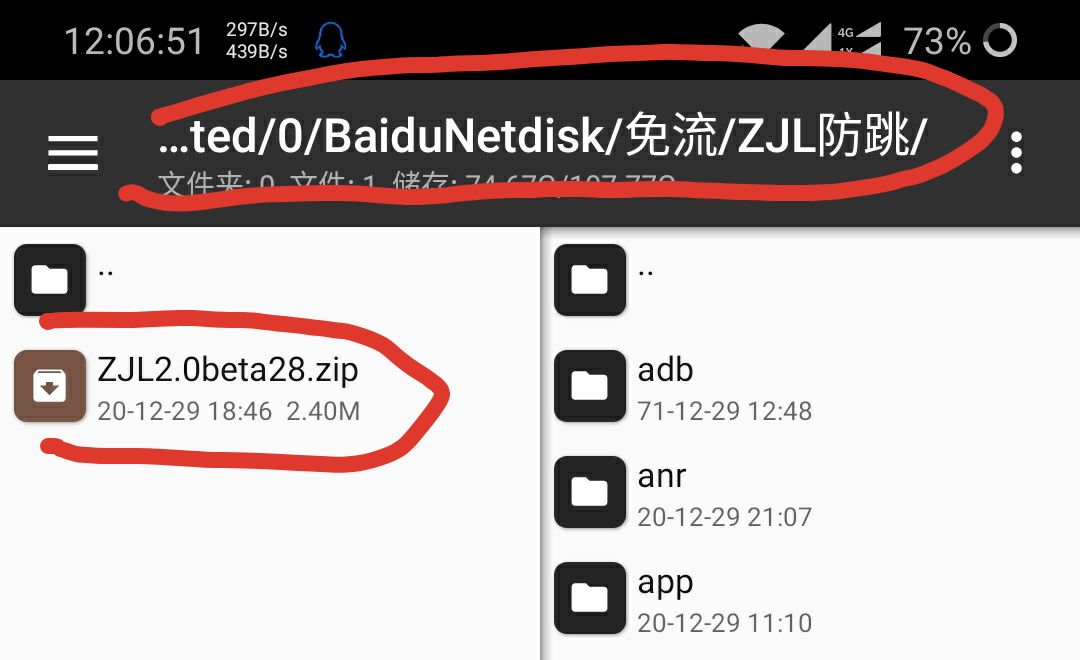 12:06:51
297B/s
439B/s
4G
1X
73%
…ted/0/BaiduNetdisk/免流/ZJL防跳/
文件夹: 0 文件: 1 储存: 74.67G/107.77G
..
ZJL2.0beta28.zip
20-12-29 18:46 2.40M
..
adb
71-12-29 12:48
anr
20-12-29 21:07
app
20-12-29 11:10